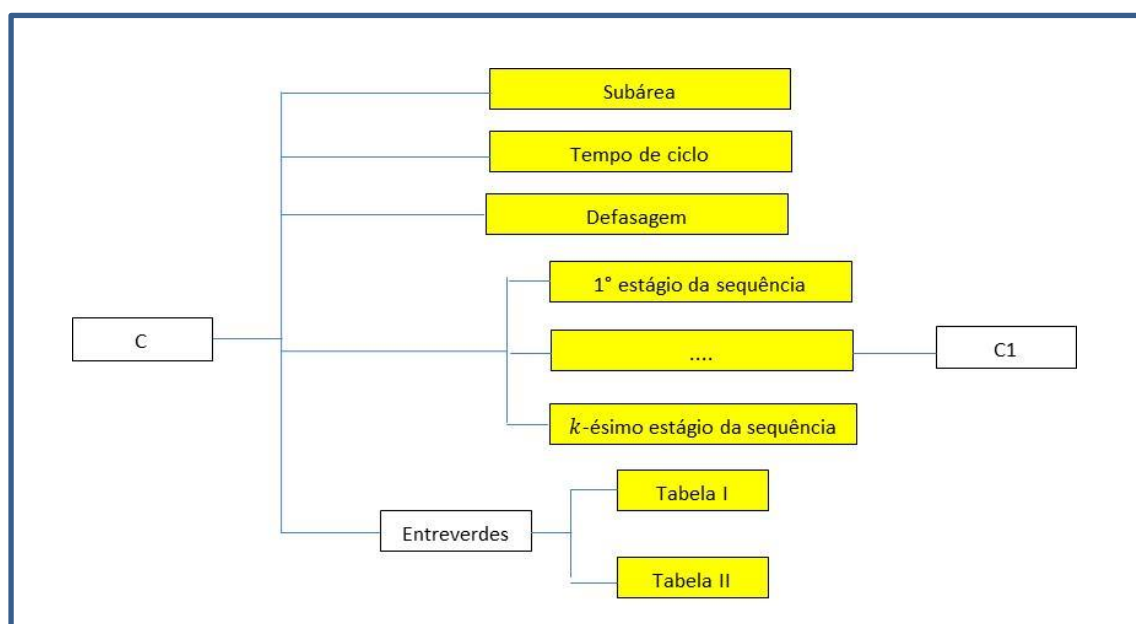 Subárea
Tempo de ciclo
Defasagem
1° estágio da sequência
C
....
C1
k-ésimo estágio da sequência
Tabela I
Entreverdes
Tabela II